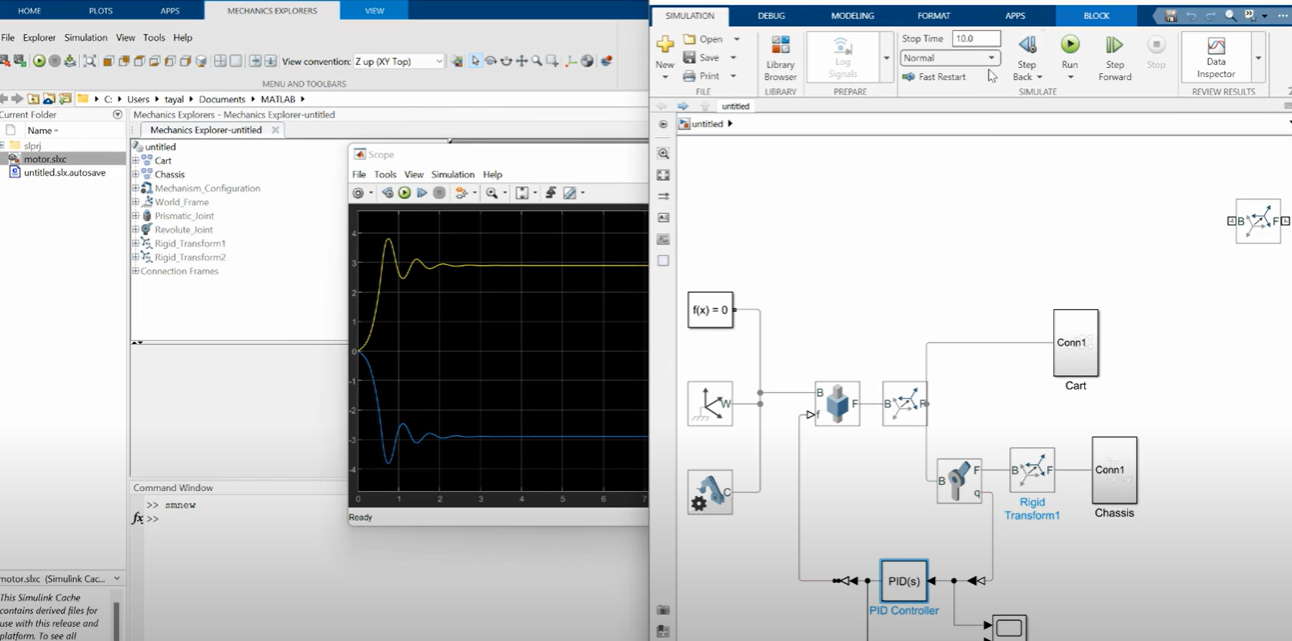 HOME PLOTS APPS MECHANICS EXPLORERS VIEW
File Explorer Simulation View Tools Help
View convention: Z up (XY Top)
MENU AND TOOLBARS
C: Users tayal Documents MATLAB
Current Folder
Name
slprj
motor.slxc
untitled.slx.autosave
motor.slxc (Simulink Cac...
This Simulink Cache
contains derived files for
use with this release and
platform. To see all
Mechanics Explorers - Mechanics Explorer-untitled
Mechanics Explorer-untitled
untitled
Cart
Chassis
Mechanism_Configuration
World_Frame
Prismatic_Joint
Revolute_Joint
Rigid_Transform1
Rigid_Transform2
Connection Frames
Command Window
>> smnew
fx >>
Scope
File Tools View Simulation Help
4
3
2
1
0
-1
-2
-3
-4
0 1 2 3 4 5 6 7
Ready
SIMULATION DEBUG MODELING FORMAT APPS BLOCK
New
Open
Save
Print
FILE
Library
Browser
LIBRARY
Log
Signals
PREPARE
Stop Time 10.0
Normal
Fast Restart
Step
Back
Run
Step
Forward
Stop
SIMULATE
Data
Inspector
REVIEW RESULTS
untitled
untitled
B F
f(x) = 0
Conn1
Cart
W
B F
f
B R
C
B F
q
B F
Rigid
Transform1
Conn1
Chassis
PID(s)
PID Controller